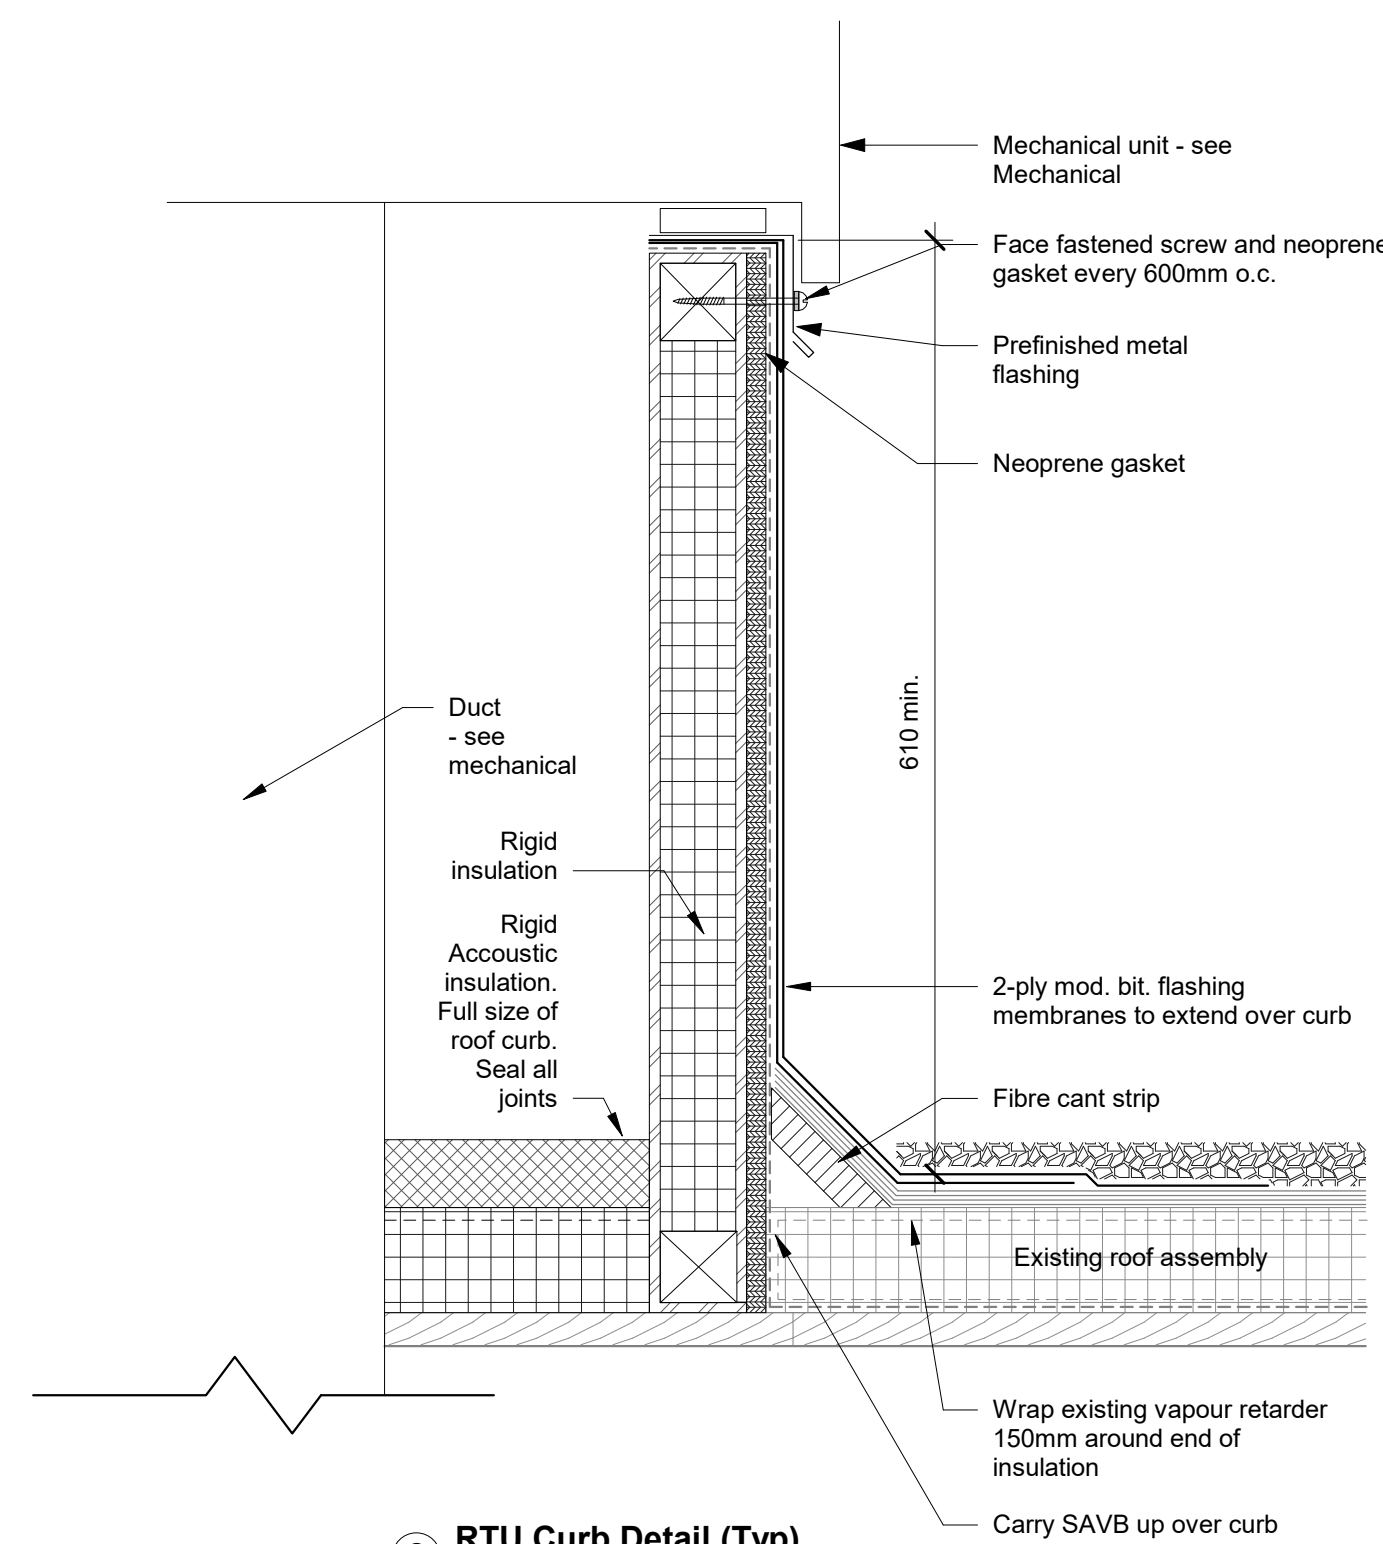 Mechanical unit - see
Mechanical
Face fastened screw and neoprene
gasket every 600mm o.c.
Prefinished metal
flashing
Neoprene gasket
610 min.
Duct
- see
mechanical
Rigid
insulation
Rigid
Accoustic
insulation.
Full size of
roof curb.
Seal all
joints
2-ply mod. bit. flashing
membranes to extend over curb
Fibre cant strip
Existing roof assembly
Wrap existing vapour retarder
150mm around end of
insulation
Carry SAVB up over curb
RTU Curb Detail (Typ)